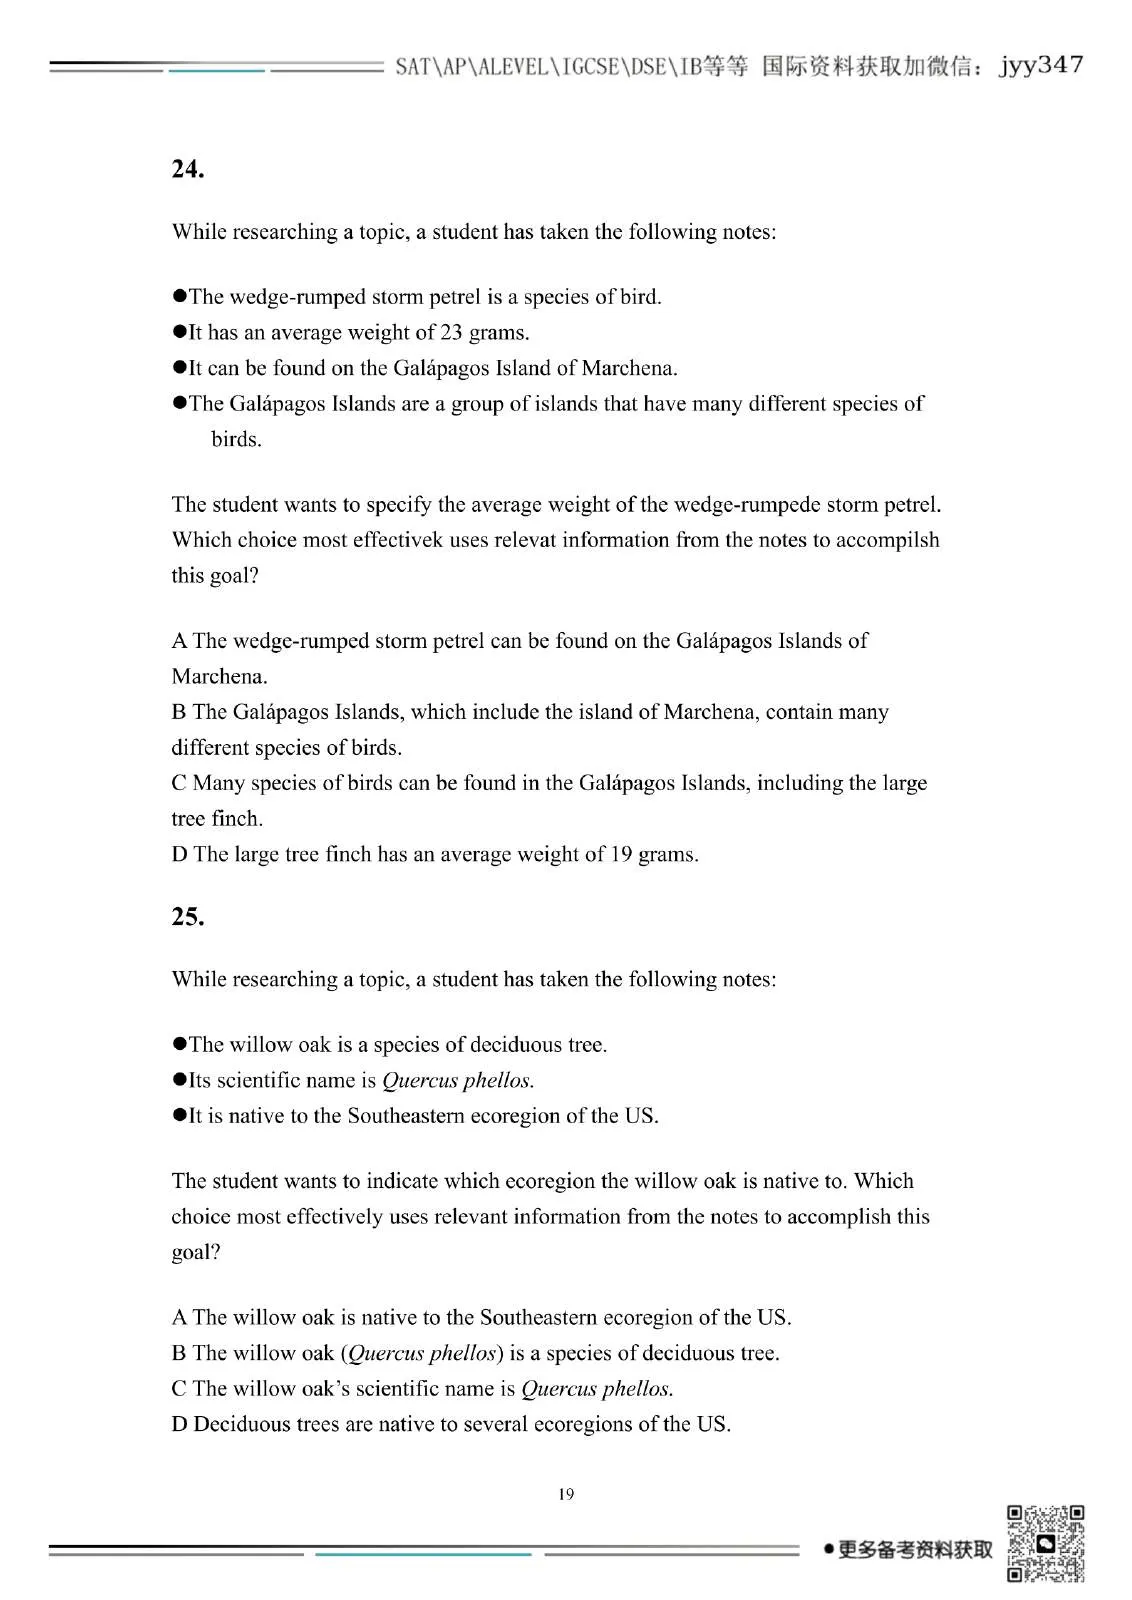 SAT\AP\ALEVEL\IGCSE\DSE\IB等等 国际资料获取加微信: jyy347
24.
While researching a topic, a student has taken the following notes:
●The wedge-rumped storm petrel is a species of bird.
●It has an average weight of 23 grams.
●It can be found on the Galápagos Island of Marchena.
●The Galápagos Islands are a group of islands that have many different species of
birds.
The student wants to specify the average weight of the wedge-rumpede storm petrel.
Which choice most effectivek uses relevat information from the notes to accompilsh
this goal?
A The wedge-rumped storm petrel can be found on the Galápagos Islands of
Marchena.
B The Galápagos Islands, which include the island of Marchena, contain many
different species of birds.
C Many species of birds can be found in the Galápagos Islands, including the large
tree finch.
D The large tree finch has an average weight of 19 grams.
25.
While researching a topic, a student has taken the following notes:
●The willow oak is a species of deciduous tree.
●Its scientific name is Quercus phellos.
●It is native to the Southeastern ecoregion of the US.
The student wants to indicate which ecoregion the willow oak is native to. Which
choice most effectively uses relevant information from the notes to accomplish this
goal?
A The willow oak is native to the Southeastern ecoregion of the US.
B The willow oak (Quercus phellos) is a species of deciduous tree.
C The willow oak's scientific name is Quercus phellos.
D Deciduous trees are native to several ecoregions of the US.
19
●更多备考资料获取